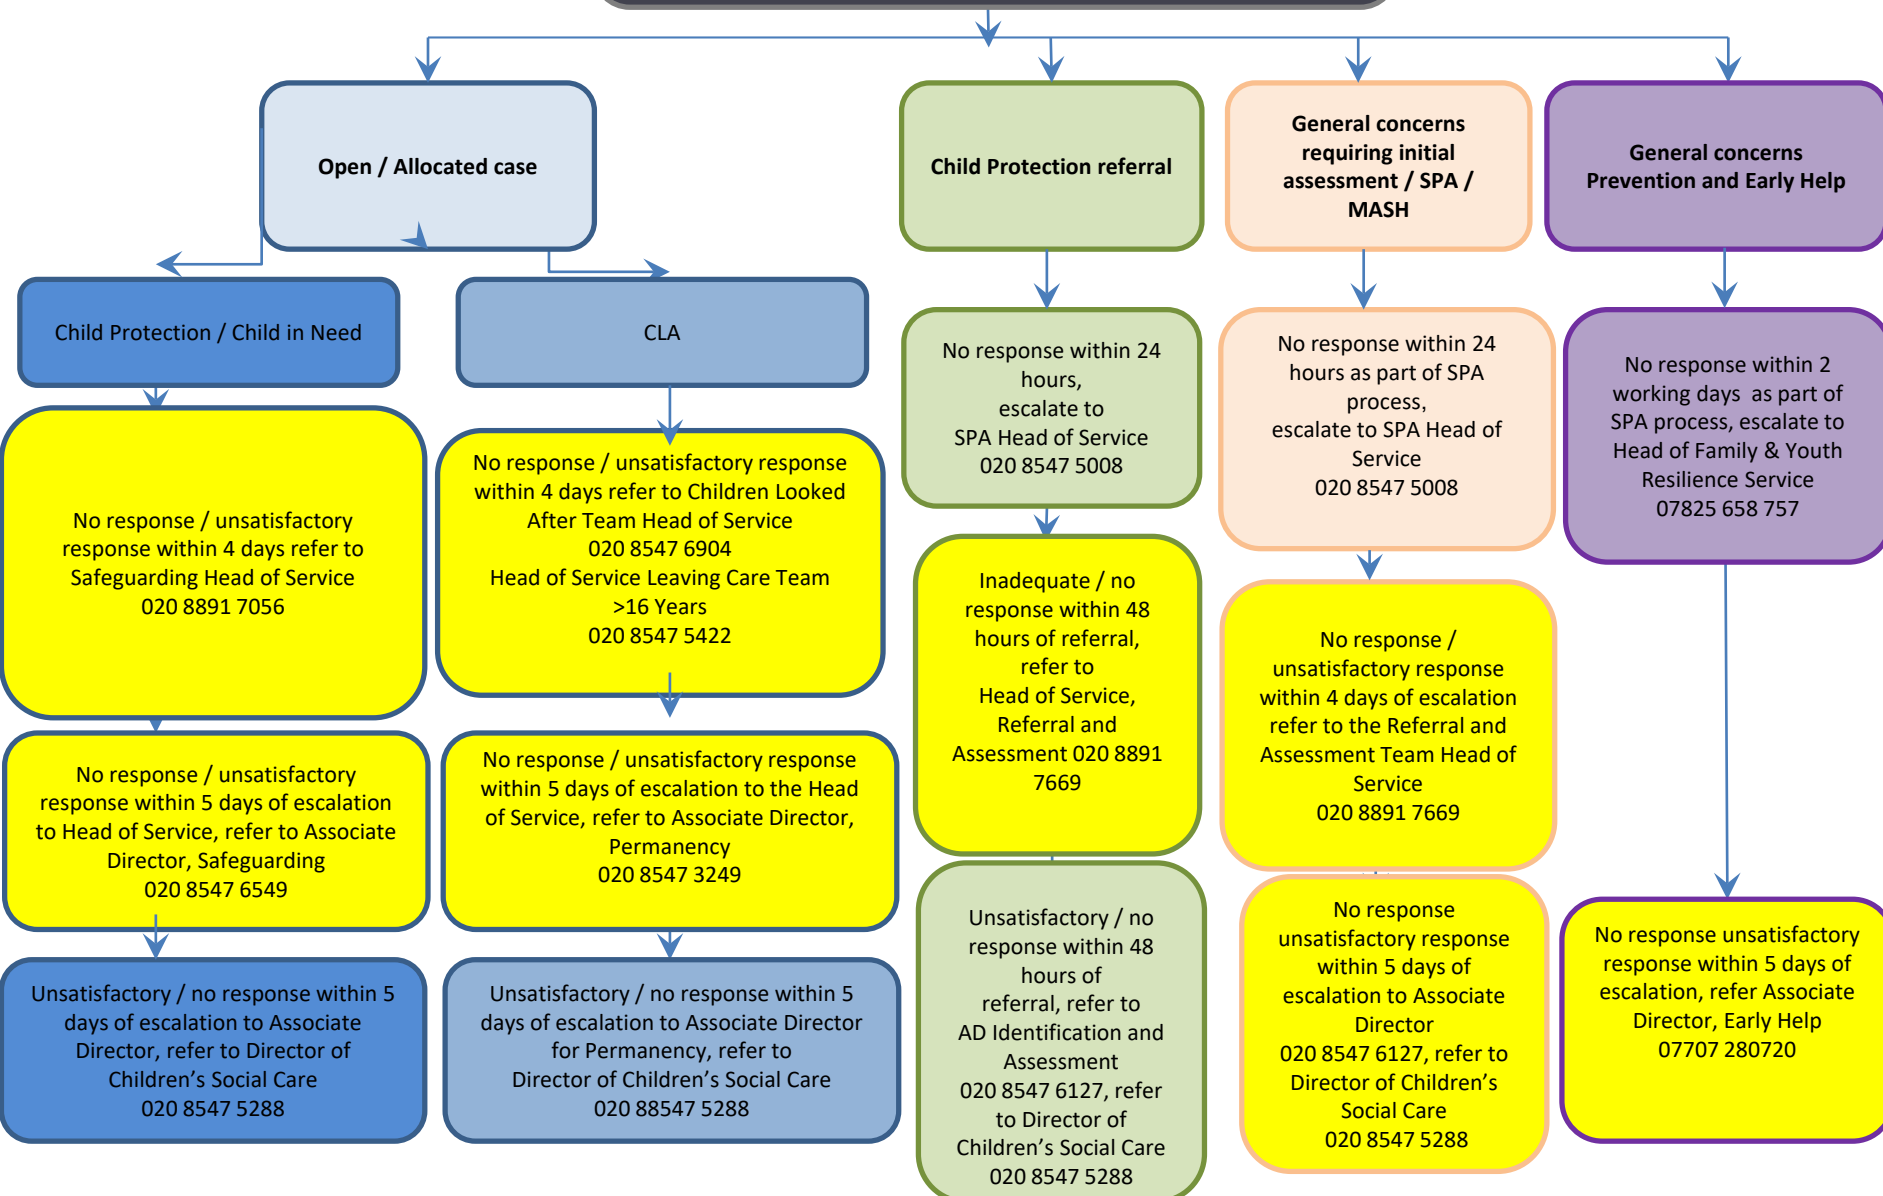 Open / Allocated case
Child Protection referral
General concerns
requiring initial
assessment / SPA /
MASH
General concerns
Prevention and Early Help
Child Protection / Child in Need
CLA
No response within 24
hours,
escalate to
SPA Head of Service
020 8547 5008
No response within 24
hours as part of SPA
process,
escalate to SPA Head of
Service
020 8547 5008
No response within 2
working days  as part of
SPA process, escalate to
Head of Family & Youth
Resilience Service
07825 658 757
No response / unsatisfactory
response within 4 days refer to
Safeguarding Head of Service
020 8891 7056
No response / unsatisfactory response
within 4 days refer to Children Looked
After Team Head of Service
020 8547 6904
Head of Service Leaving Care Team
>16 Years
020 8547 5422
Inadequate / no
response within 48
hours of referral,
refer to
Head of Service,
Referral and
Assessment 020 8891
7669
No response /
unsatisfactory response
within 4 days of escalation
refer to the Referral and
Assessment Team Head of
Service
020 8891 7669
No response / unsatisfactory
response within 5 days of escalation
to Head of Service, refer to Associate
Director, Safeguarding
020 8547 6549
No response / unsatisfactory response
within 5 days of escalation to the Head
of Service, refer to Associate Director,
Permanency
020 8547 3249
Unsatisfactory / no
response within 48
hours of
referral, refer to
AD Identification and
Assessment
020 8547 6127, refer
to Director of
Children’s Social Care
020 8547 5288
No response
unsatisfactory response
within 5 days of
escalation to Associate
Director
020 8547 6127, refer to
Director of Children’s
Social Care
020 8547 5288
No response unsatisfactory
response within 5 days of
escalation, refer Associate
Director, Early Help
07707 280720
Unsatisfactory / no response within 5
days of escalation to Associate
Director, refer to Director of
Children’s Social Care
020 8547 5288
Unsatisfactory / no response within 5
days of escalation to Associate Director
for Permanency, refer to
Director of Children’s Social Care
020 88547 5288